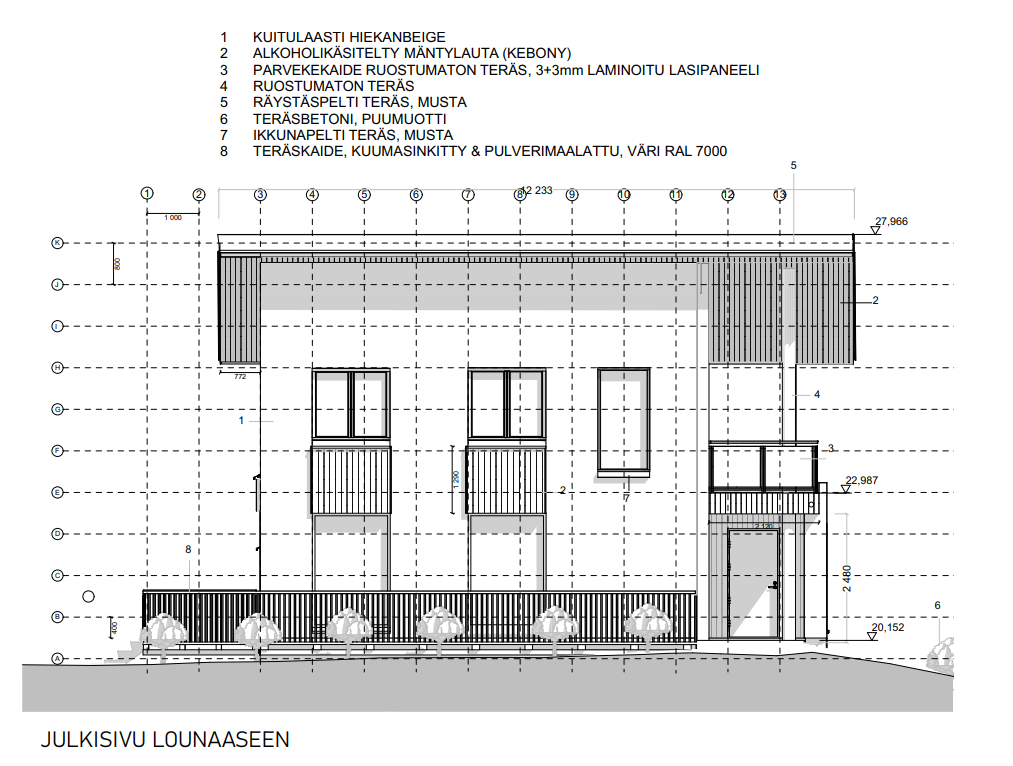 1 KUITULAASTI HIEKANBEIGE
2 ALKOHOLIKÄSITELTY MÄNTYLAUTA (KEBONY)
3 PARVEKEKAIDE RUOSTUMATON TERÄS, 3+3mm LAMINOITU LASIPANEELI
4 RUOSTUMATON TERÄS
5 RÄYSTÄSPELTI TERÄS, MUSTA
6 TERÄSBETONI, PUUMUOTTI
7 IKKUNAPELTI TERÄS, MUSTA
8 TERÄSKAIDE, KUUMASINKITTY & PULVERIMAALATTU, VÄRI RAL 7000
5
12 233
1 2 3 4 5 6 7 8 9 10 11 12 13
1 000
27,966
K
800
J
2
I
H
772
4
G
1
F
3
1 290
22,987
E
2
7
2 120
D
8
C
2 480
B
400
20,152
6
A
JULKISIVU LOUNAASEEN